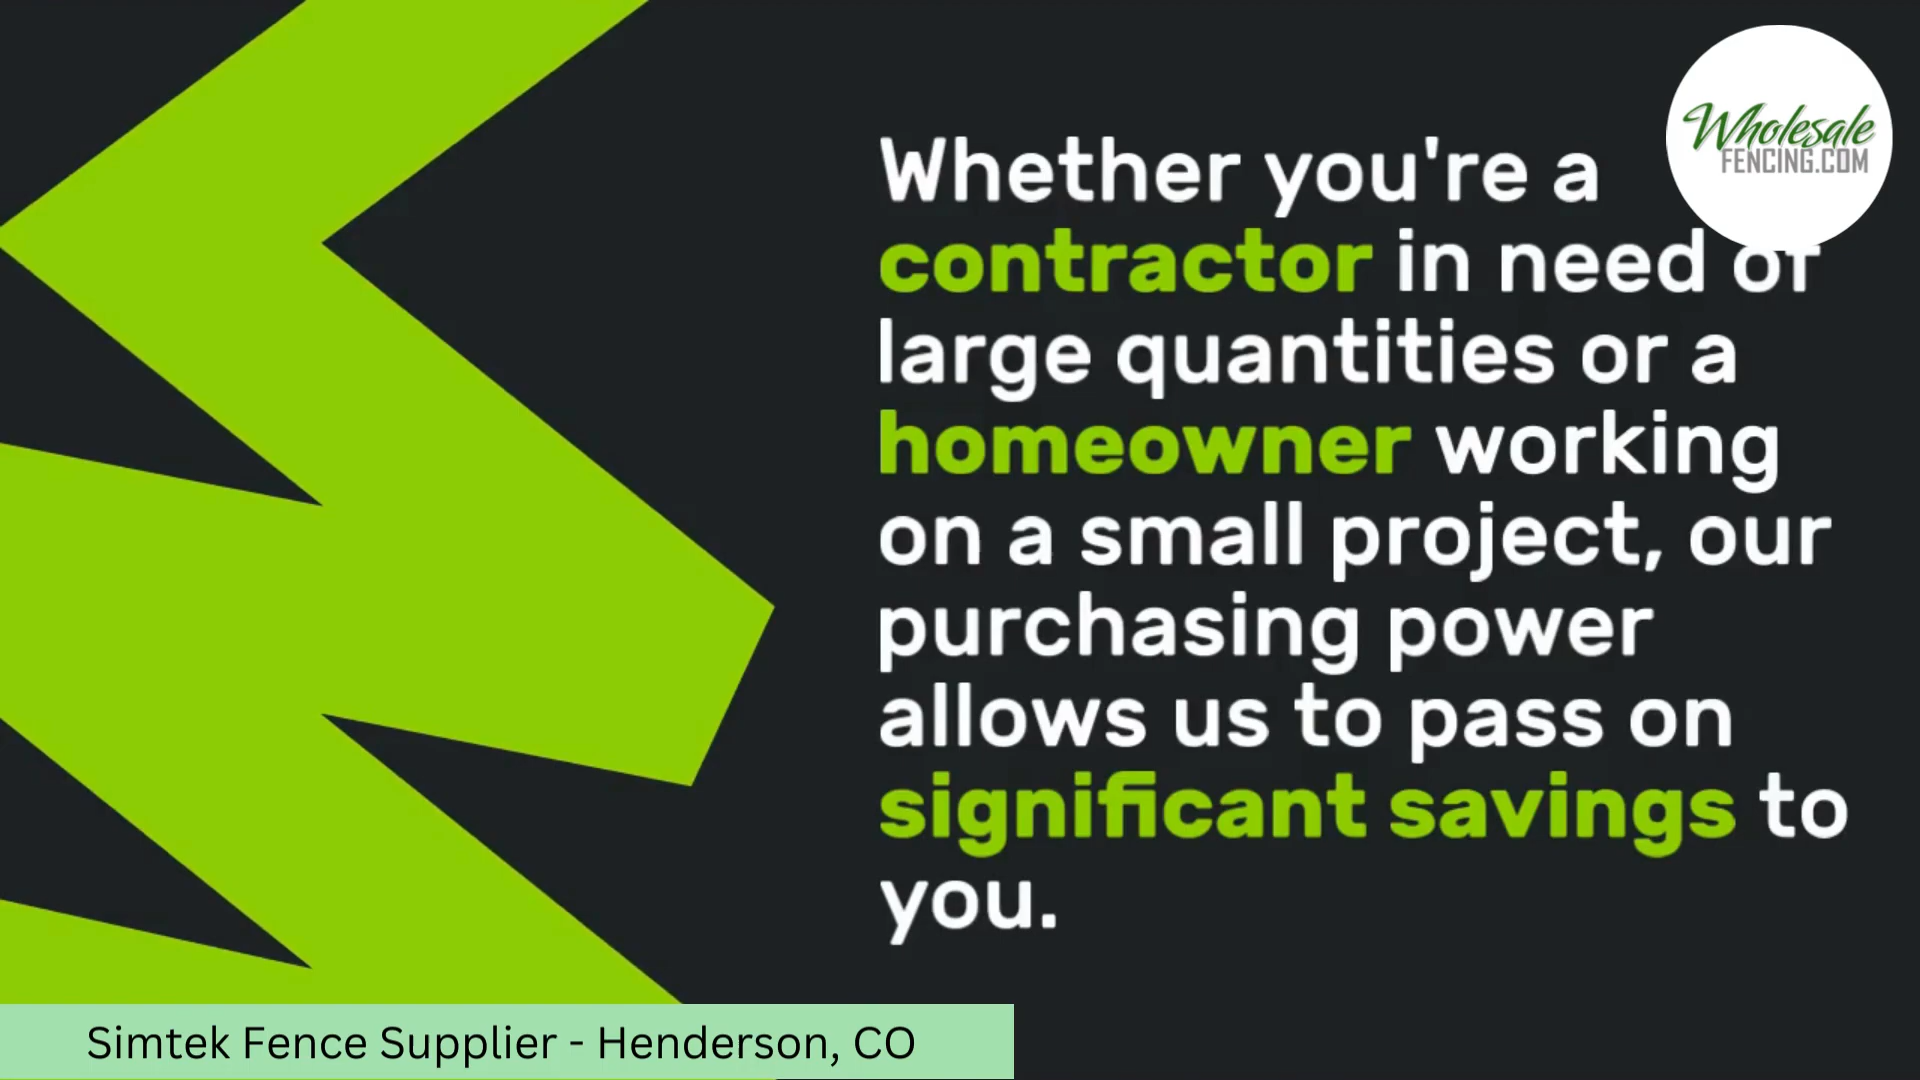 Wholesale
FENCING.COM
Whether you're a
contractor in need of
large quantities or a
homeowner working
on a small project, our
purchasing power
allows us to pass on
significant savings to
you.
Simtek Fence Supplier - Henderson, CO